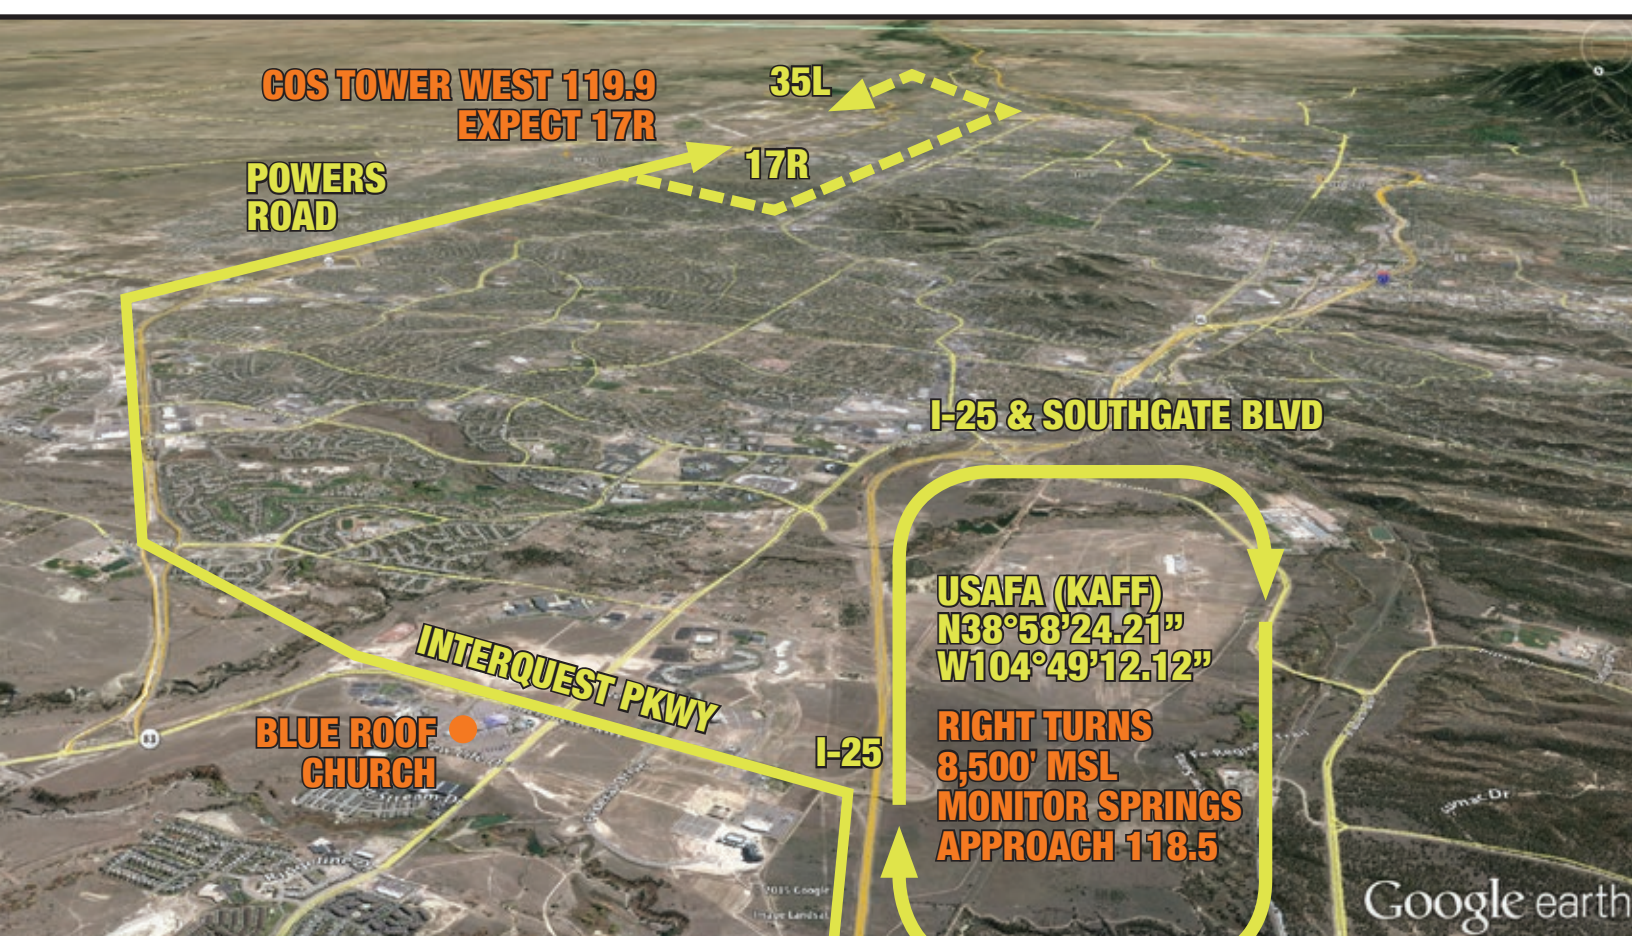 COS TOWER WEST 119.9
EXPECT 17R
35L
17R
POWERS
ROAD
I-25 & SOUTHGATE BLVD
USAFA (KAFF)
N38°58’24.21”
W104°49’12.12”
RIGHT TURNS
8,500' MSL
MONITOR SPRINGS
APPROACH 118.5
INTERQUEST PKWY
I-25
BLUE ROOF
CHURCH
83
Google earth